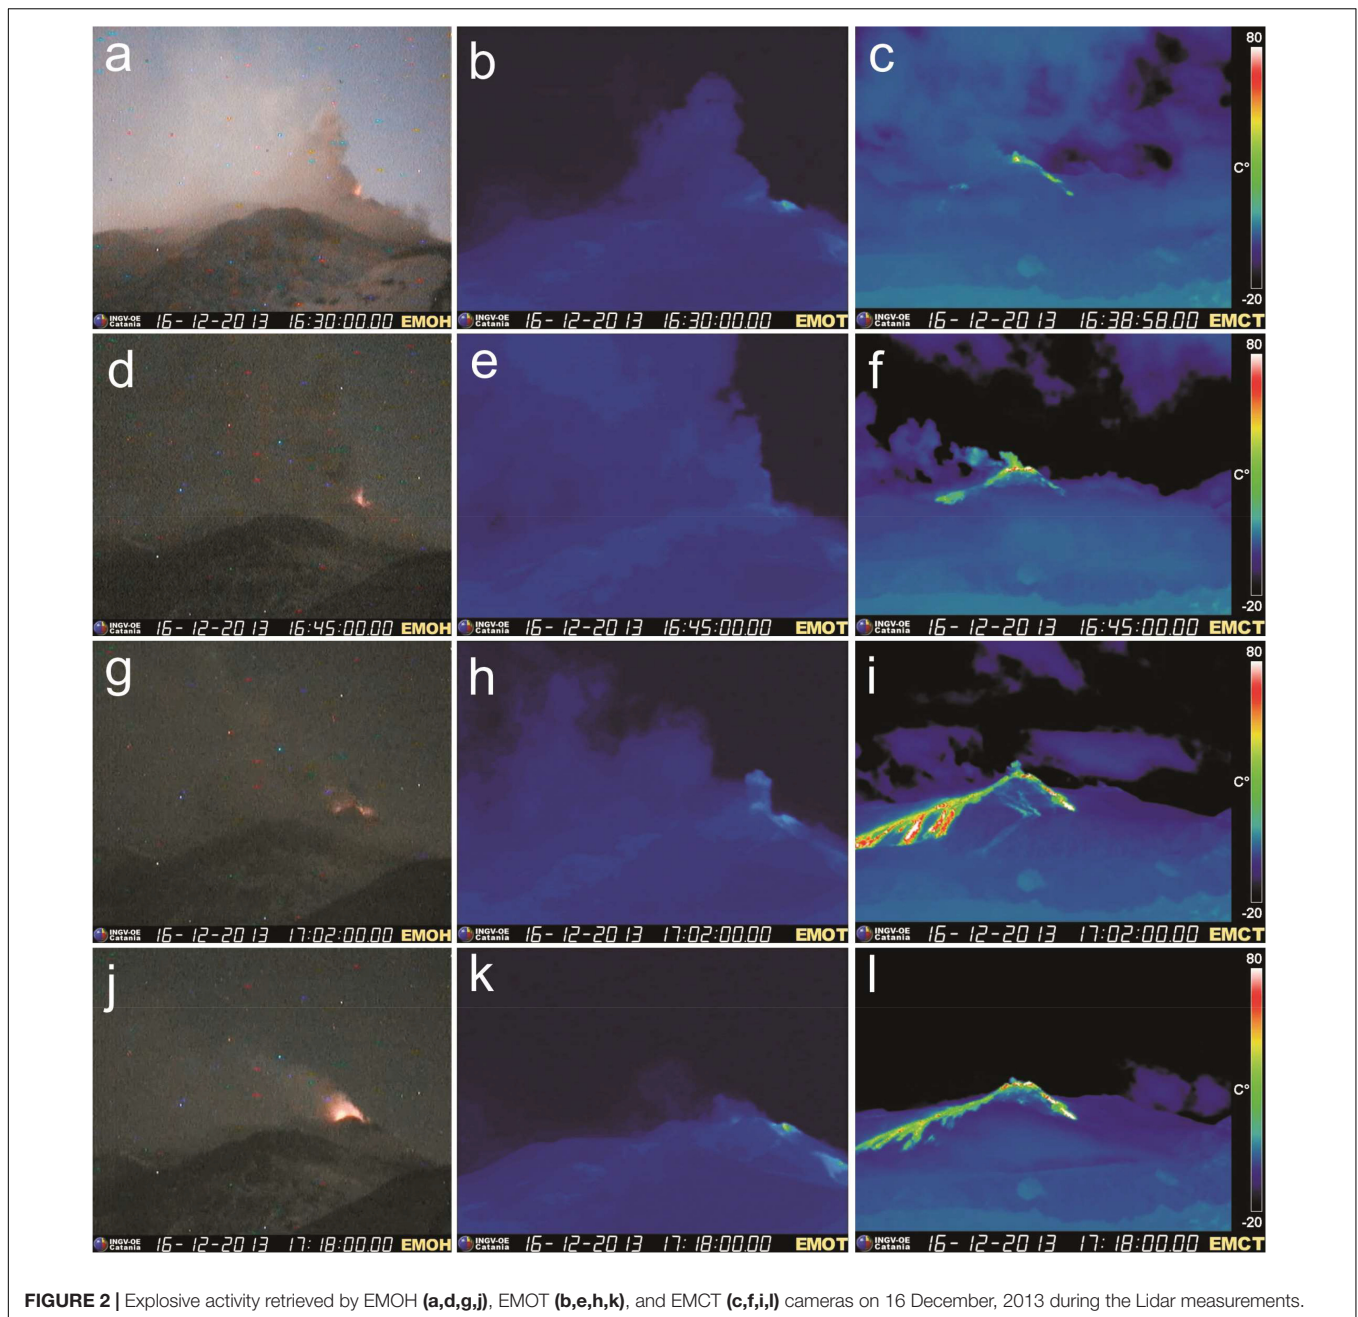 a
b
c
80
C°
-20
INGV-OE
Catania
16-12-2013 16:30:00.00 EMOH
INGV-OE
Catania
16-12-2013 16:30:00.00 EMOT
INGV-OE
Catania
16-12-2013 16:38:58.00 EMCT
d
e
f
80
C°
-20
INGV-OE
Catania
16-12-2013 16:45:00.00 EMOH
INGV-OE
Catania
16-12-2013 16:45:00.00 EMOT
INGV-OE
Catania
16-12-2013 16:45:00.00 EMCT
g
h
i
80
C°
-20
INGV-OE
Catania
16-12-2013 17:02:00.00 EMOH
INGV-OE
Catania
16-12-2013 17:02:00.00 EMOT
INGV-OE
Catania
16-12-2013 17:02:00.00 EMCT
j
k
l
80
C°
-20
INGV-OE
Catania
16-12-2013 17:18:00.00 EMOH
INGV-OE
Catania
16-12-2013 17:18:00.00 EMOT
INGV-OE
Catania
16-12-2013 17:18:00.00 EMCT
FIGURE 2 | Explosive activity retrieved by EMOH (a,d,g,j), EMOT (b,e,h,k), and EMCT (c,f,i,l) cameras on 16 December, 2013 during the Lidar measurements.